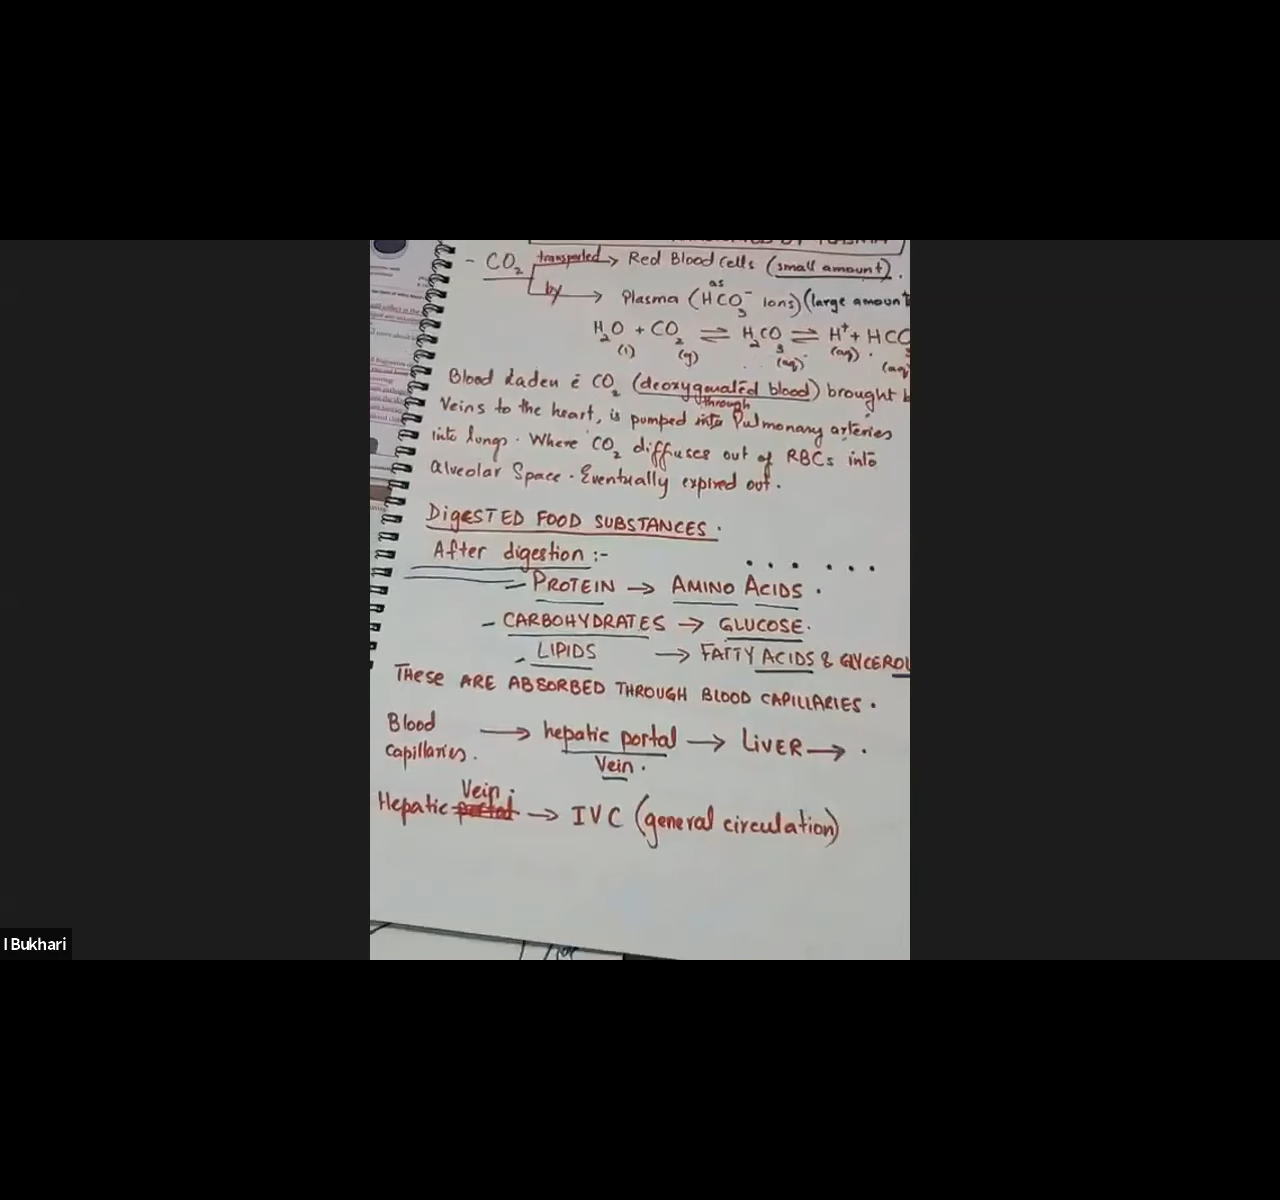 - CO2 transported → Red Blood Cells (small amount).
by → Plasma (as HCO3- ions) (large amount
H2O + CO2 ⇌ H2CO3 ⇌ H+ + HCO3
(l) (g) (aq) (aq) (aq
Blood Laden c̄ CO2 (deoxygenated blood) brought
through
Veins to the heart, is pumped into Pulmonary arteries
into lungs. Where CO2 diffuses out of RBCs into
alveolar Space. Eventually expired out.
DIgESTED FOOD SUBSTANCES.
After digestion :-
- PROTEIN → AMINO ACIDS.
- CARBOHYDRATES → GLUCOSE.
- LIPIDS → FATTY ACIDS & GLYCEROL
THESE ARE ABSORBED THROUGH BLOOD CAPILLARIES.
Blood capillaries. → hepatic portal Vein. → LIVER → .
Hepatic Vein. → IVC (general circulation)
I Bukhari